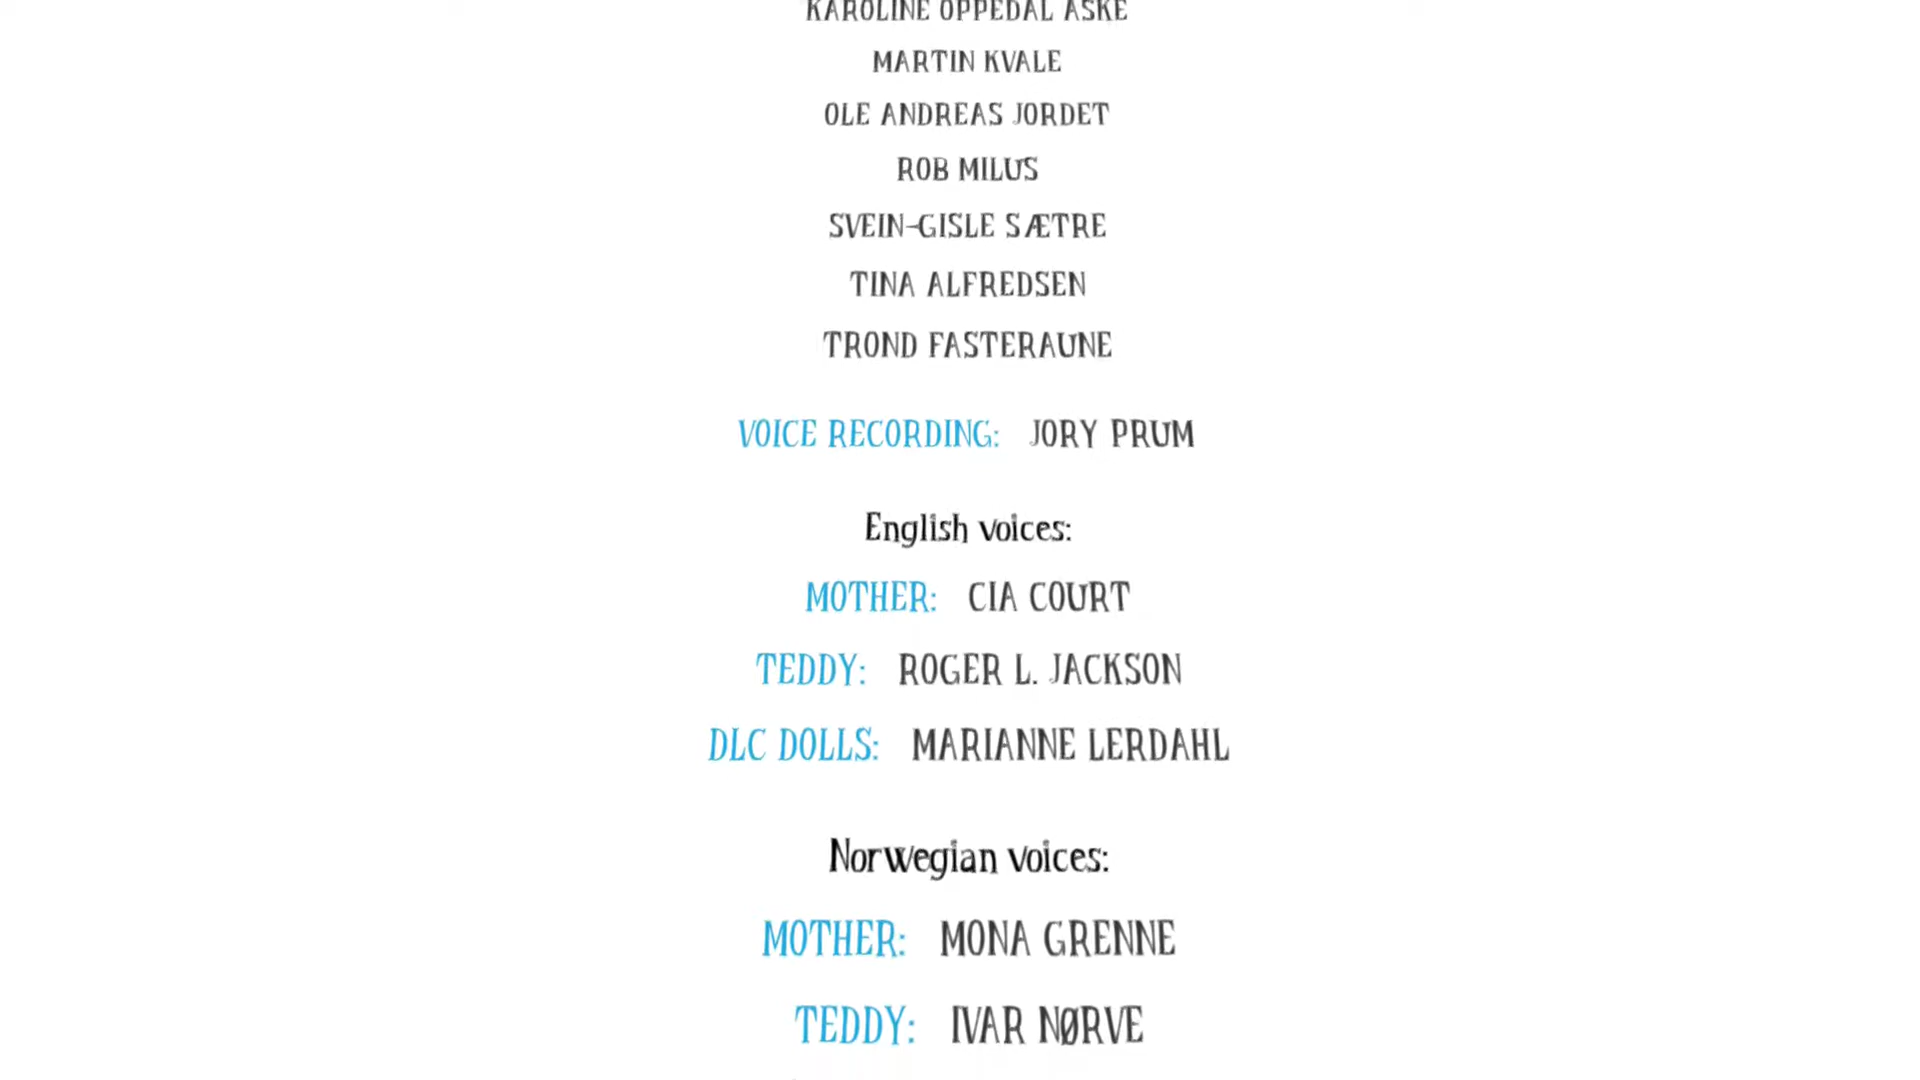 KAROLINE OPPEDAL ASKE
MARTIN KVALE
OLE ANDREAS JORDET
ROB MILUS
SVEIN-GISLE SÆTRE
TINA ALFREDSEN
TROND FASTERAUNE
VOICE RECORDING: JORY PRUM
English voices:
MOTHER: CIA COURT
TEDDY: ROGER L. JACKSON
DLC DOLLS: MARIANNE LERDAHL
Norwegian voices:
MOTHER: MONA GRENNE
TEDDY: IVAR NØRVE